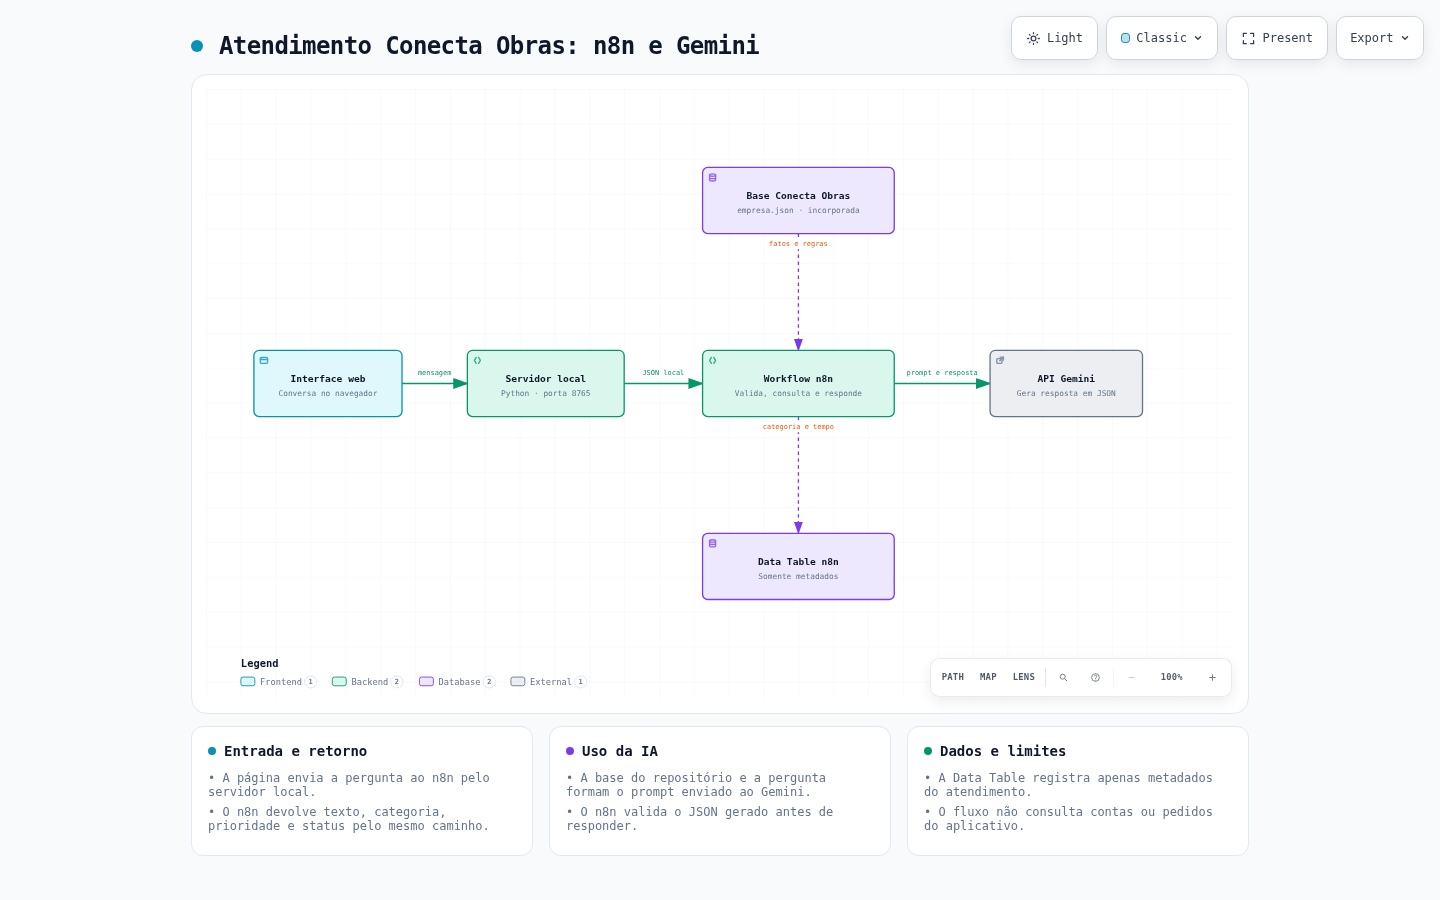 Atendimento Conecta Obras: n8n e Gemini
Light
Classic
Present
Export
Base Conecta Obras
empresa.json · incorporada
fatos e regras
Interface web
Conversa no navegador
mensagem
Servidor local
Python · porta 8765
JSON local
Workflow n8n
Valida, consulta e responde
prompt e resposta
API Gemini
Gera resposta em JSON
categoria e tempo
Data Table n8n
Somente metadados
Legend
Frontend 1
Backend 2
Database 2
External 1
PATH MAP LENS
100%
Entrada e retorno
• A página envia a pergunta ao n8n pelo
servidor local.
• O n8n devolve texto, categoria,
prioridade e status pelo mesmo caminho.
Uso da IA
• A base do repositório e a pergunta
formam o prompt enviado ao Gemini.
• O n8n valida o JSON gerado antes de
responder.
Dados e limites
• A Data Table registra apenas metadados
do atendimento.
• O fluxo não consulta contas ou pedidos
do aplicativo.